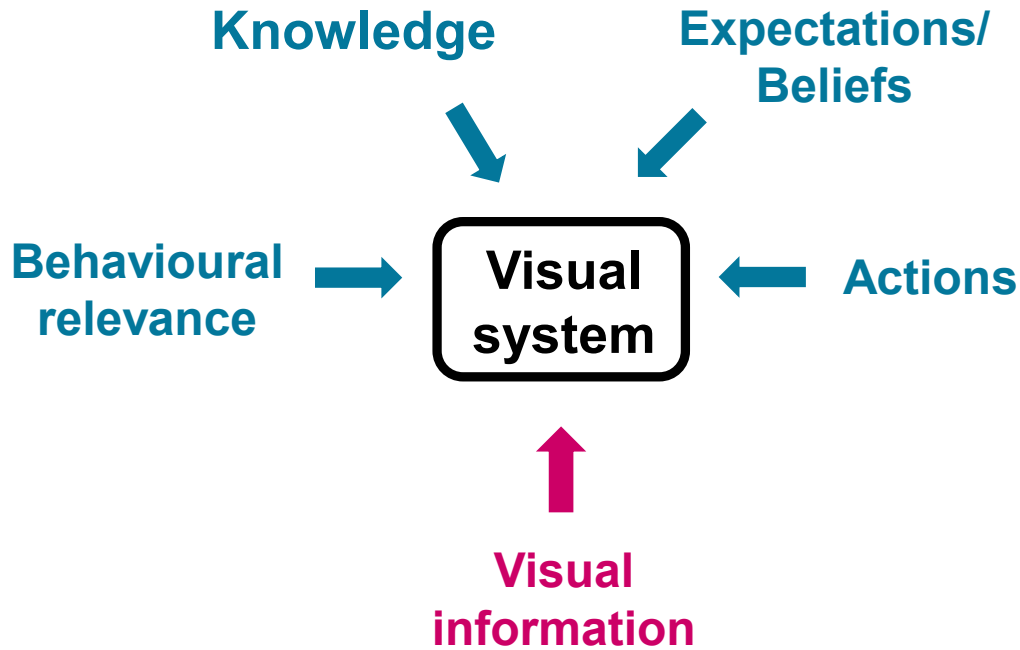 Knowledge
Expectations/
Beliefs
Behavioural
relevance
Visual
system
Actions
Visual
information